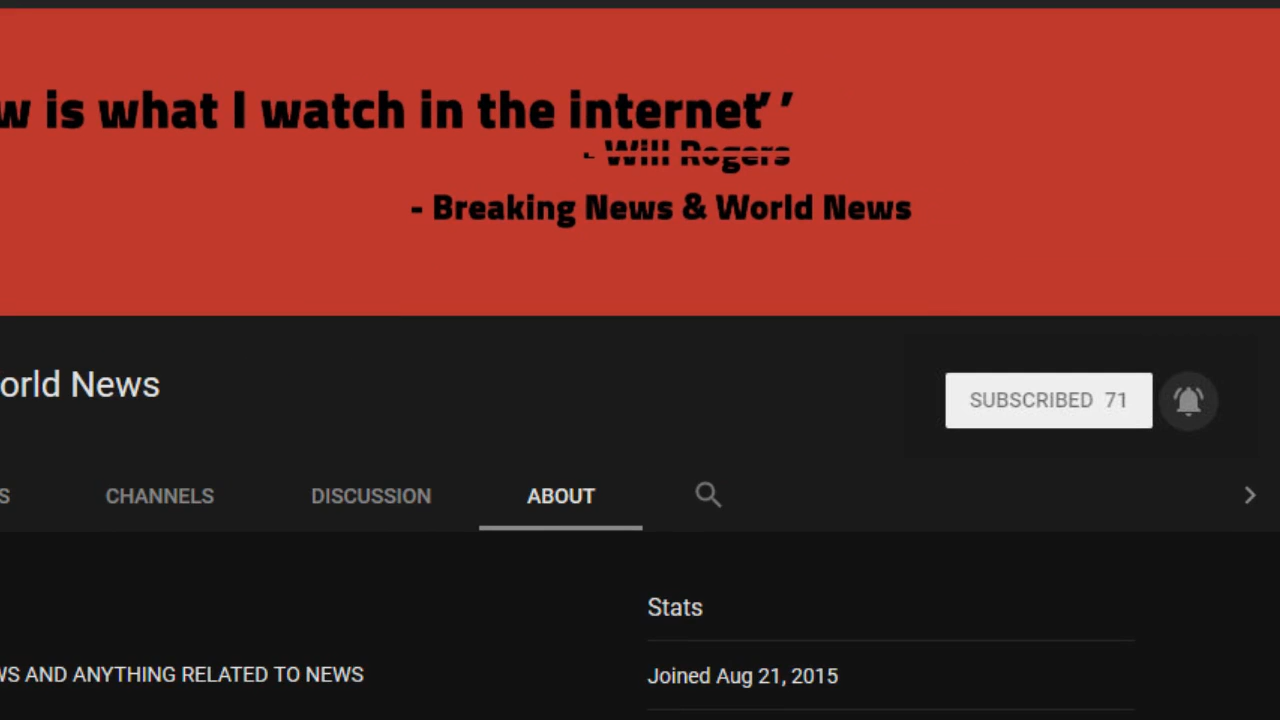 w is what I watch in the internet’’
- Will Rogers
- Breaking News & World News
orld News
SUBSCRIBED 71
S CHANNELS DISCUSSION ABOUT
Stats
WS AND ANYTHING RELATED TO NEWS
Joined Aug 21, 2015